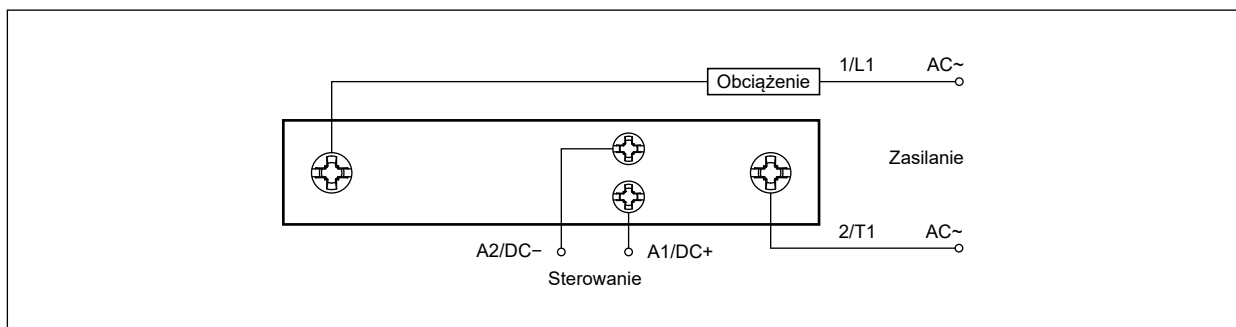 1/L1 AC~
Obciążenie
Zasilanie
2/T1 AC~
A2/DC− A1/DC+
Sterowanie